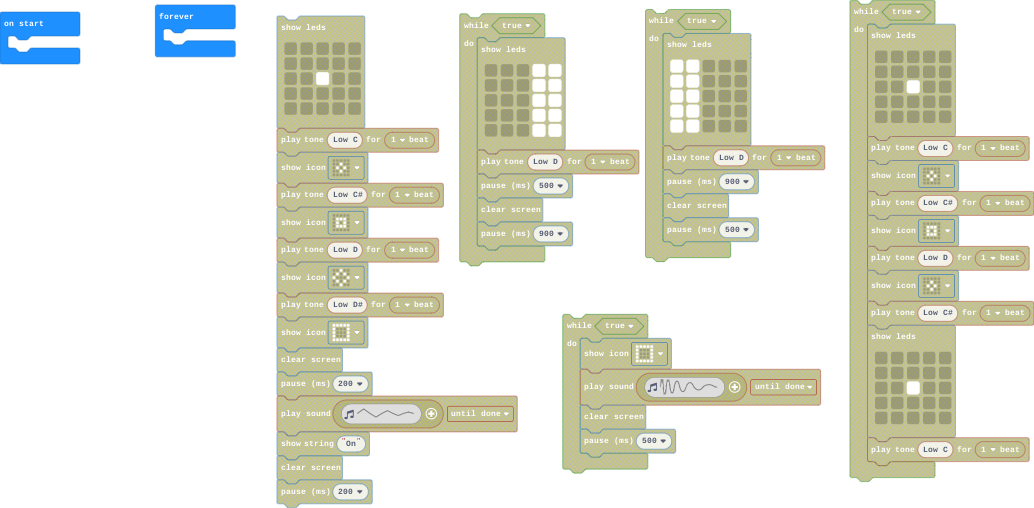 on start
forever
show leds
play tone Low C for 1 beat
show icon
play tone Low C# for 1 beat
show icon
play tone Low D for 1 beat
show icon
play tone Low D# for 1 beat
show icon
clear screen
pause (ms) 200
play sound until done
show string "On"
clear screen
pause (ms) 200
while true
do
show leds
play tone Low D for 1 beat
pause (ms) 500
clear screen
pause (ms) 900
while true
do
show leds
play tone Low D for 1 beat
pause (ms) 900
clear screen
pause (ms) 500
while true
do
show icon
play sound until done
clear screen
pause (ms) 500
while true
do
show leds
play tone Low C for 1 beat
show icon
play tone Low C# for 1 beat
show icon
play tone Low D for 1 beat
show icon
play tone Low C# for 1 beat
show leds
play tone Low C for 1 beat